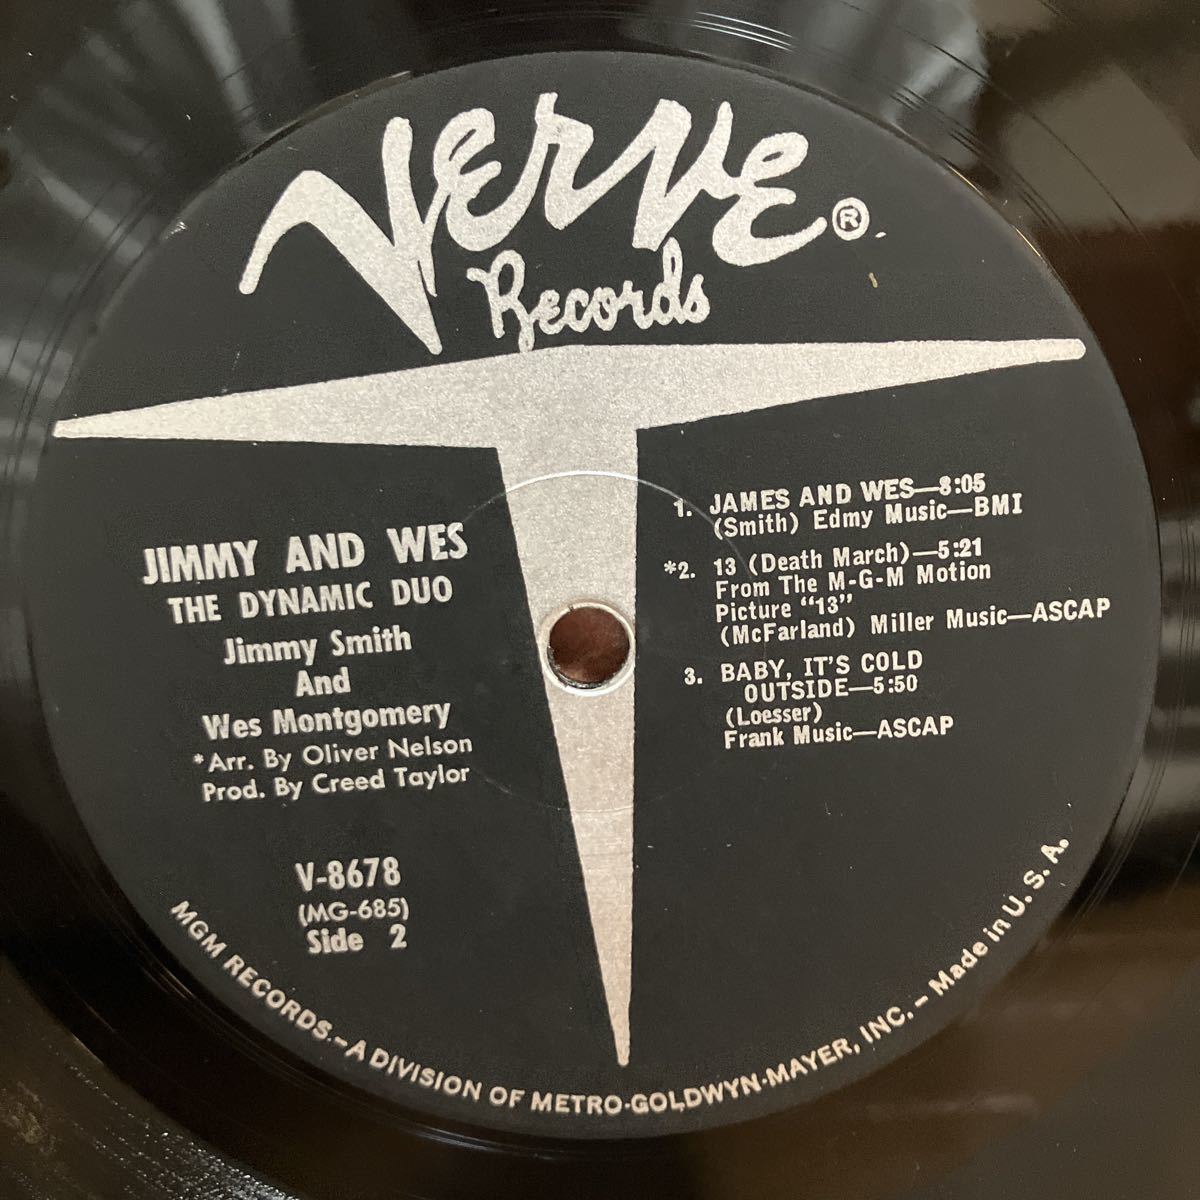 Verve ®
Records
JIMMY AND WES
THE DYNAMIC DUO
Jimmy Smith
And
Wes Montgomery
*Arr. By Oliver Nelson
Prod. By Creed Taylor
V-8678
(MG-685)
Side 2
1. JAMES AND WES—8:05
(Smith) Edmy Music—BMI
*2. 13 (Death March)—5:21
From The M-G-M Motion
Picture "13"
(McFarland) Miller Music—ASCAP
3. BABY, IT'S COLD
OUTSIDE—5:50
(Loesser)
Frank Music—ASCAP
MGM RECORDS.–A DIVISION OF METRO-GOLDWYN-MAYER, INC.–Made in U. S. A.